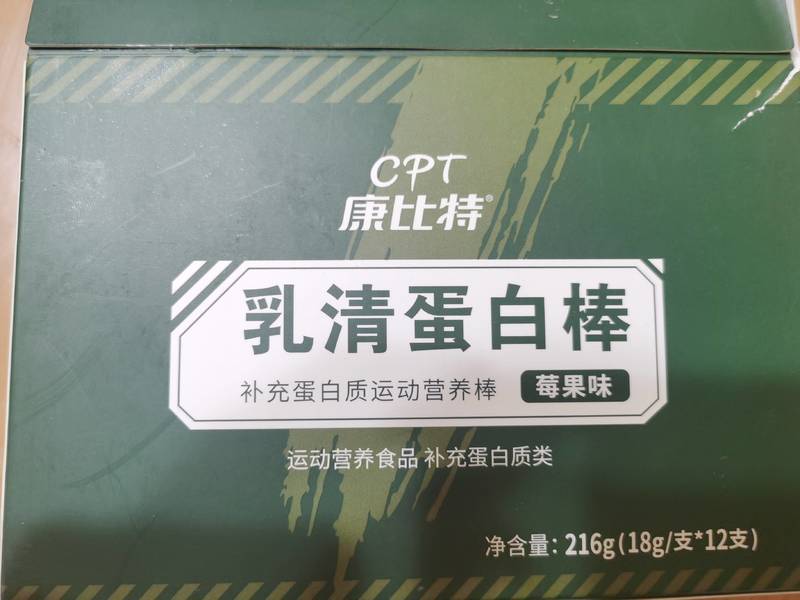 CPT
康比特®
乳清蛋白棒
补充蛋白质运动营养棒 莓果味
运动营养食品 补充蛋白质类
净含量：216g(18g/支*12支)